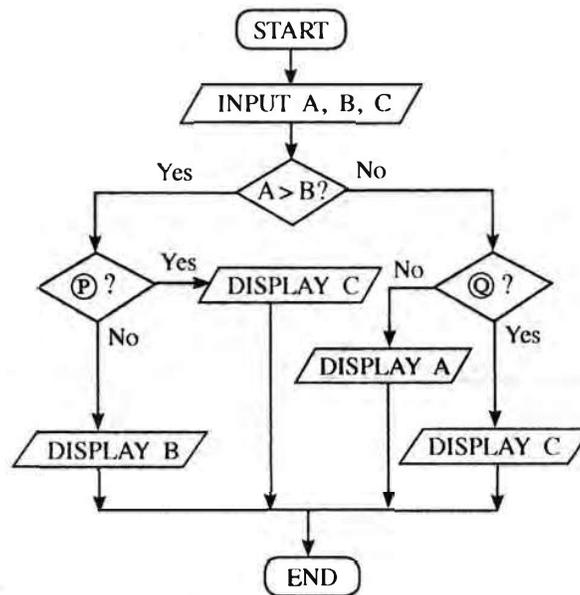 START
INPUT A, B, C
Yes
No
A > B?
P ?
Yes
DISPLAY C
No
Q ?
No
Yes
DISPLAY A
DISPLAY B
DISPLAY C
END